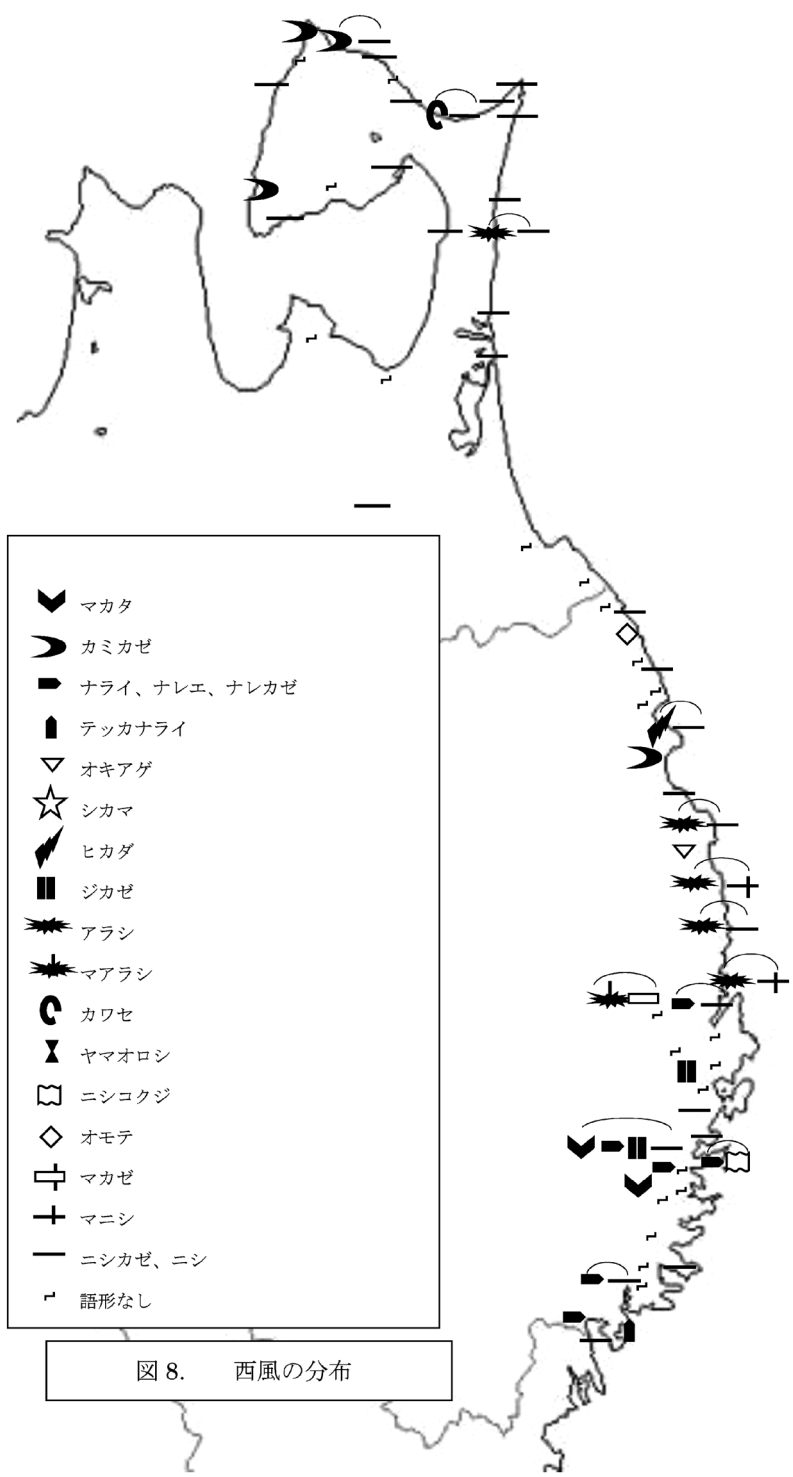 マカタ
カミカゼ
ナライ、ナレエ、ナレカゼ
テッカナライ
オキアゲ
シカマ
ヒカダ
ジカゼ
アラシ
マアラシ
カワセ
ヤマオロシ
ニシコクジ
オモテ
マカゼ
マニシ
ニシカゼ、ニシ
語形なし
図 8. 西風の分布